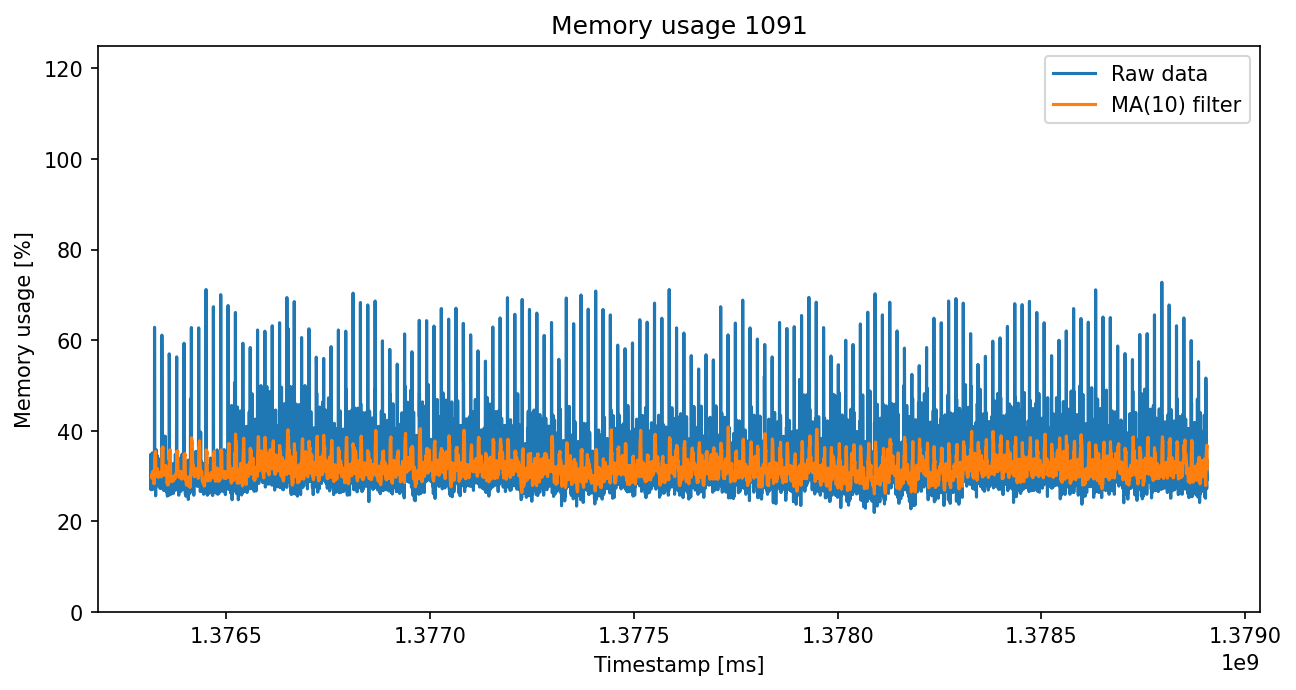 Memory usage 1091
Raw data
MA(10) filter
Memory usage [%]
120
100
80
60
40
20
0
1.3765 1.3770 1.3775 1.3780 1.3785 1.3790
1e9
Timestamp [ms]